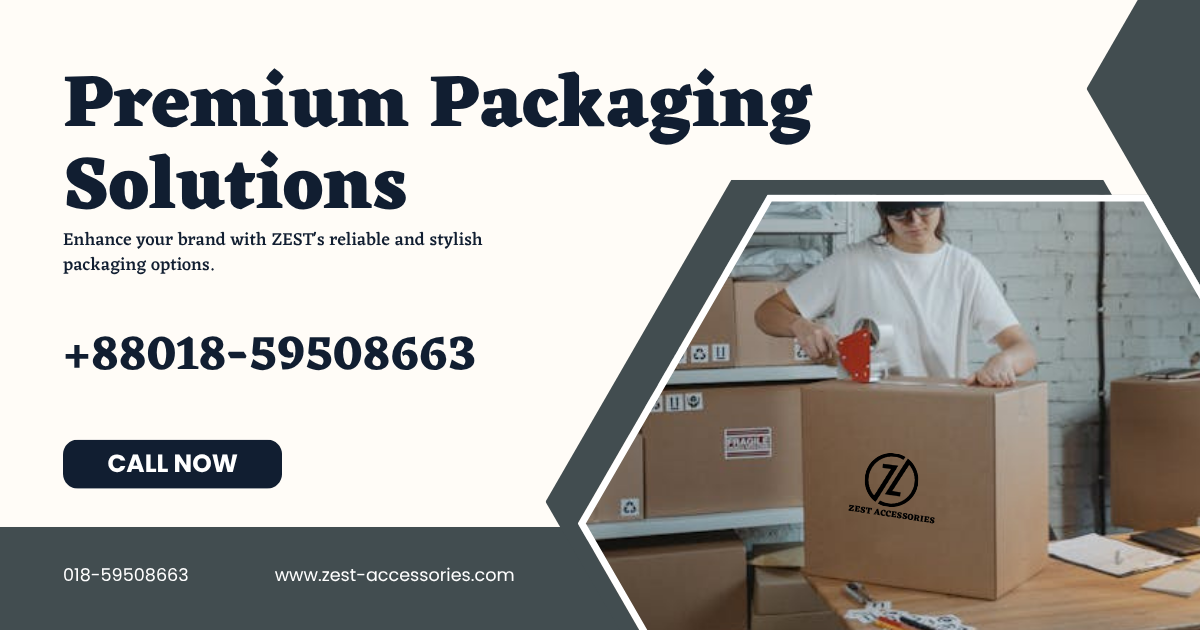 Premium Packaging
Solutions
Enhance your brand with ZEST's reliable and stylish
packaging options.
+88018-59508663
CALL NOW
018-59508663
www.zest-accessories.com
FRAGILE
ZEST ACCESSORIES